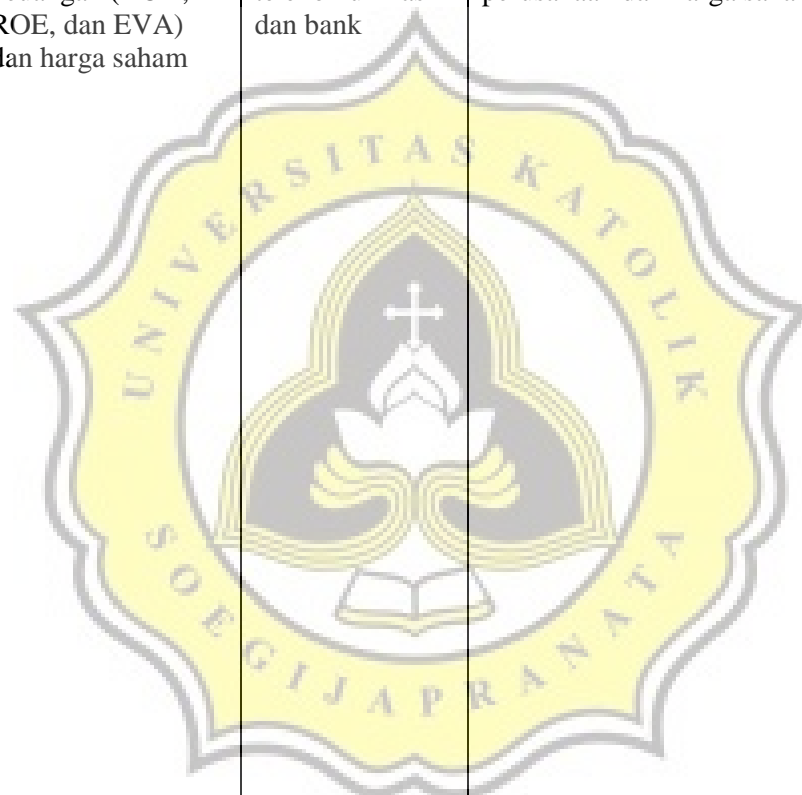 ROE, dan EVA)
dan bank
dan harga saham
UNIVERSITAS KATOLIK
SOEGIJAPRANATA